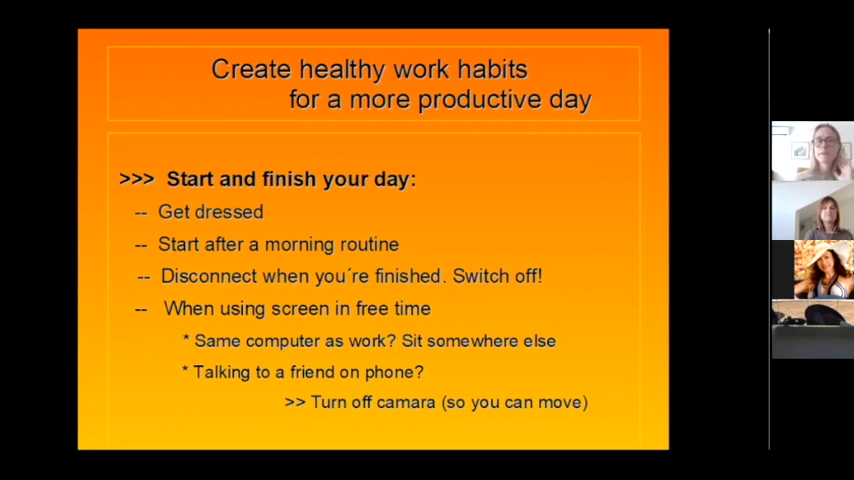 Create healthy work habits
for a more productive day
>>> Start and finish your day:
-- Get dressed
-- Start after a morning routine
-- Disconnect when you´re finished. Switch off!
-- When using screen in free time
* Same computer as work? Sit somewhere else
* Talking to a friend on phone?
>> Turn off camara (so you can move)